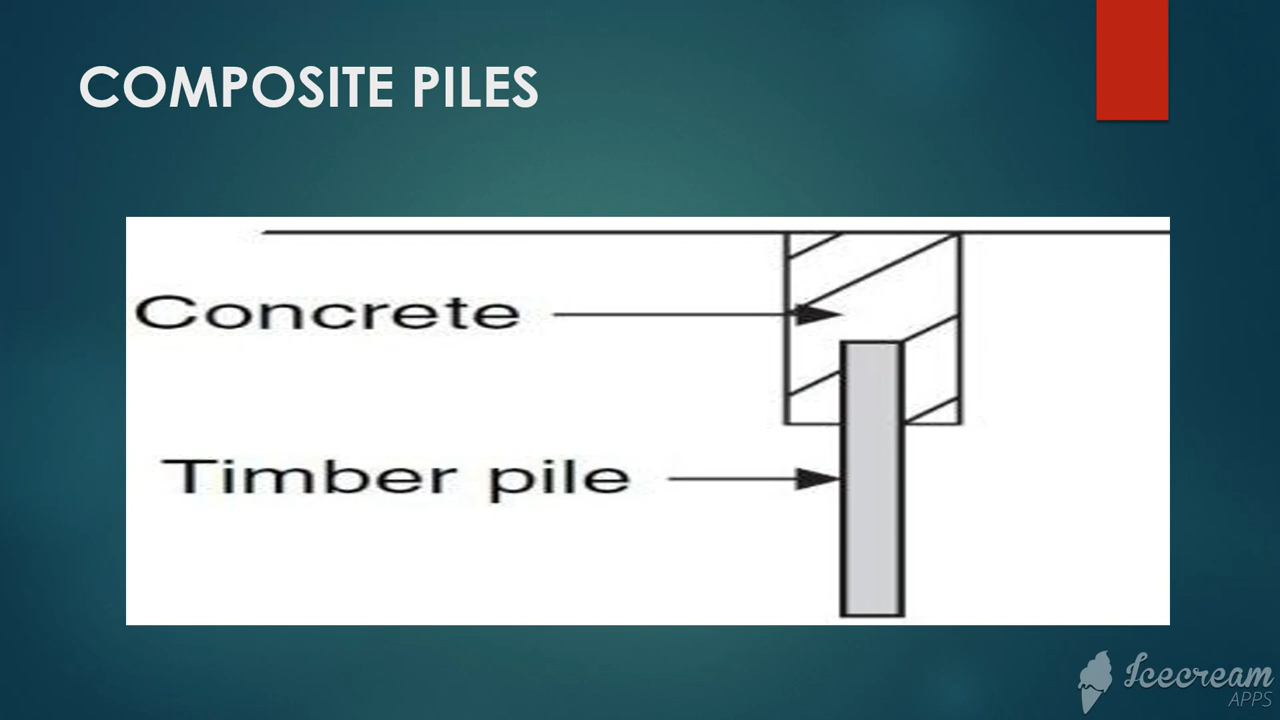 COMPOSITE PILES
Concrete
Timber pile
Icecream
APPS